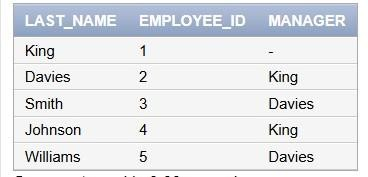 LAST_NAME EMPLOYEE_ID MANAGER
King 1 -
Davies 2 King
Smith 3 Davies
Johnson 4 King
Williams 5 Davies